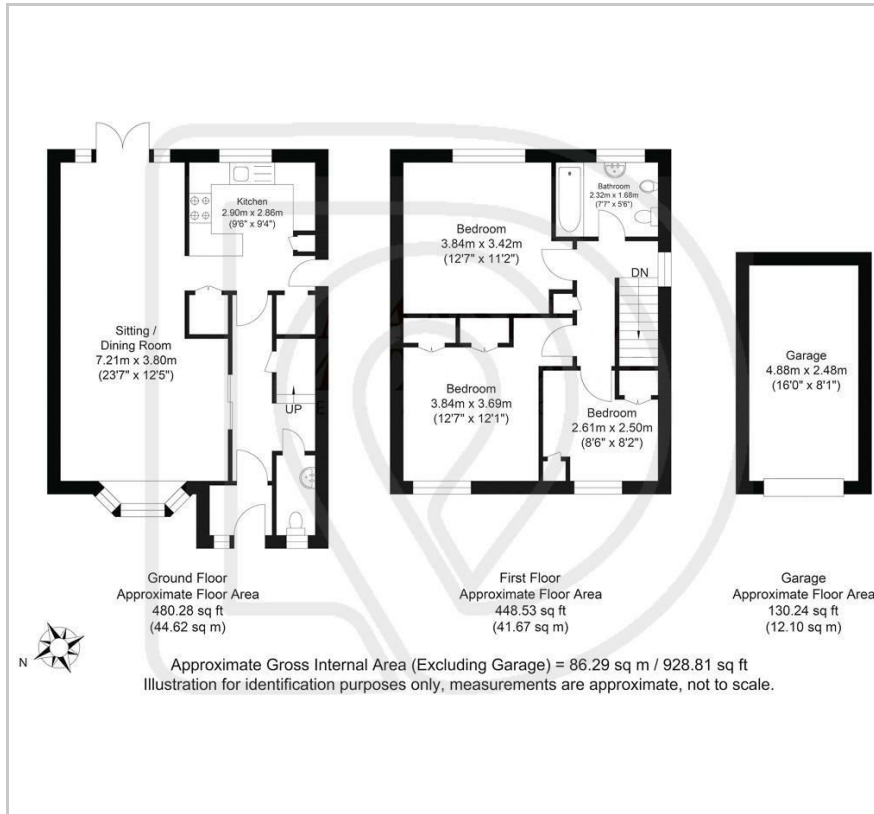 Kitchen
2.90m x 2.86m
(9'6" x 9'4")
Sitting /
Dining Room
7.21m x 3.80m
(23'7" x 12'5")
UP
Ground Floor
Approximate Floor Area
480.28 sq ft
(44.62 sq m)
Bathroom
2.32m x 1.68m
(7'7" x 5'6")
Bedroom
3.84m x 3.42m
(12'7" x 11'2")
DN
Bedroom
3.84m x 3.69m
(12'7" x 12'1")
Bedroom
2.61m x 2.50m
(8'6" x 8'2")
First Floor
Approximate Floor Area
448.53 sq ft
(41.67 sq m)
Garage
4.88m x 2.48m
(16'0" x 8'1")
Garage
Approximate Floor Area
130.24 sq ft
(12.10 sq m)
N
Approximate Gross Internal Area (Excluding Garage) = 86.29 sq m / 928.81 sq ft
Illustration for identification purposes only, measurements are approximate, not to scale.